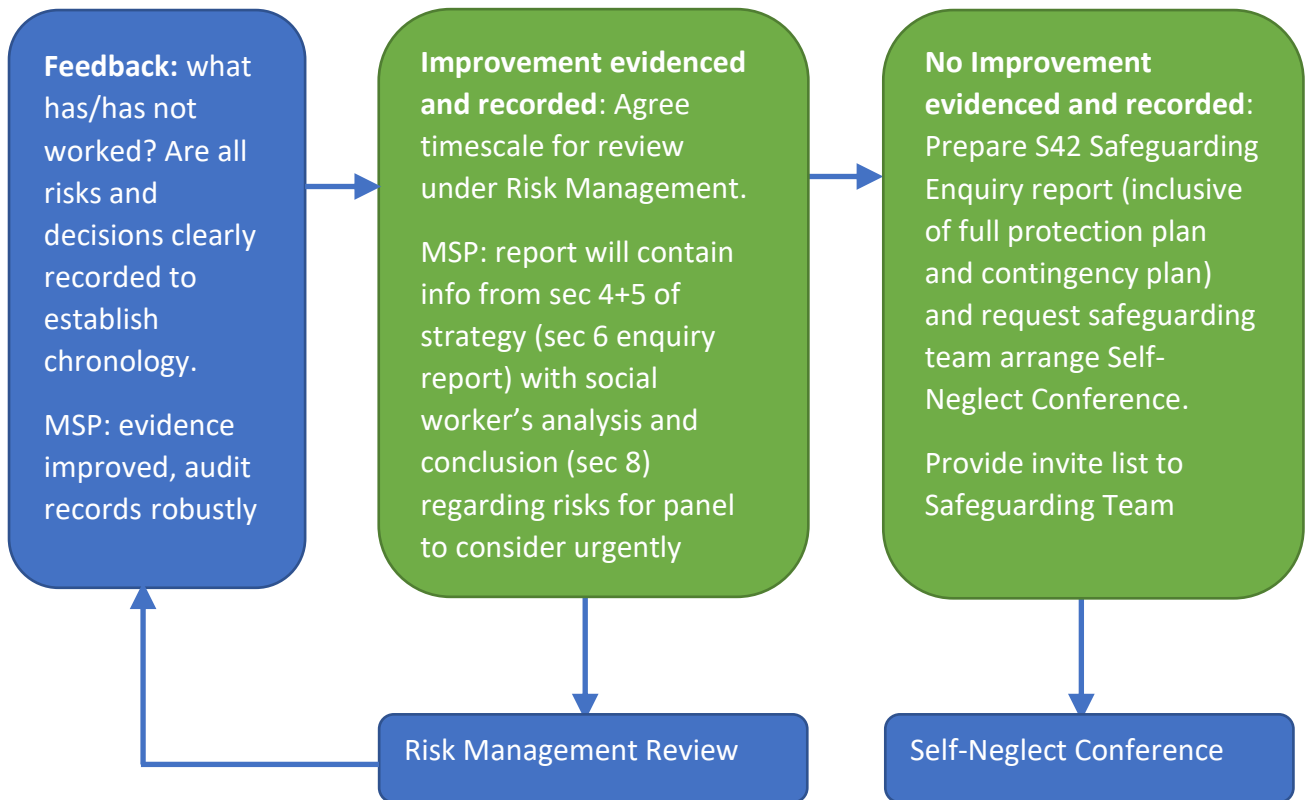 Feedback: what
has/has not
worked? Are all
risks and
decisions clearly
recorded to
establish
chronology.
MSP: evidence
improved, audit
records robustly
Improvement evidenced
and recorded: Agree
timescale for review
under Risk Management.
MSP: report will contain
info from sec 4+5 of
strategy (sec 6 enquiry
report) with social
worker’s analysis and
conclusion (sec 8)
regarding risks for panel
to consider urgently
No Improvement
evidenced and recorded:
Prepare S42 Safeguarding
Enquiry report (inclusive
of full protection plan
and contingency plan)
and request safeguarding
team arrange Self-
Neglect Conference.
Provide invite list to
Safeguarding Team
Risk Management Review
Self-Neglect Conference